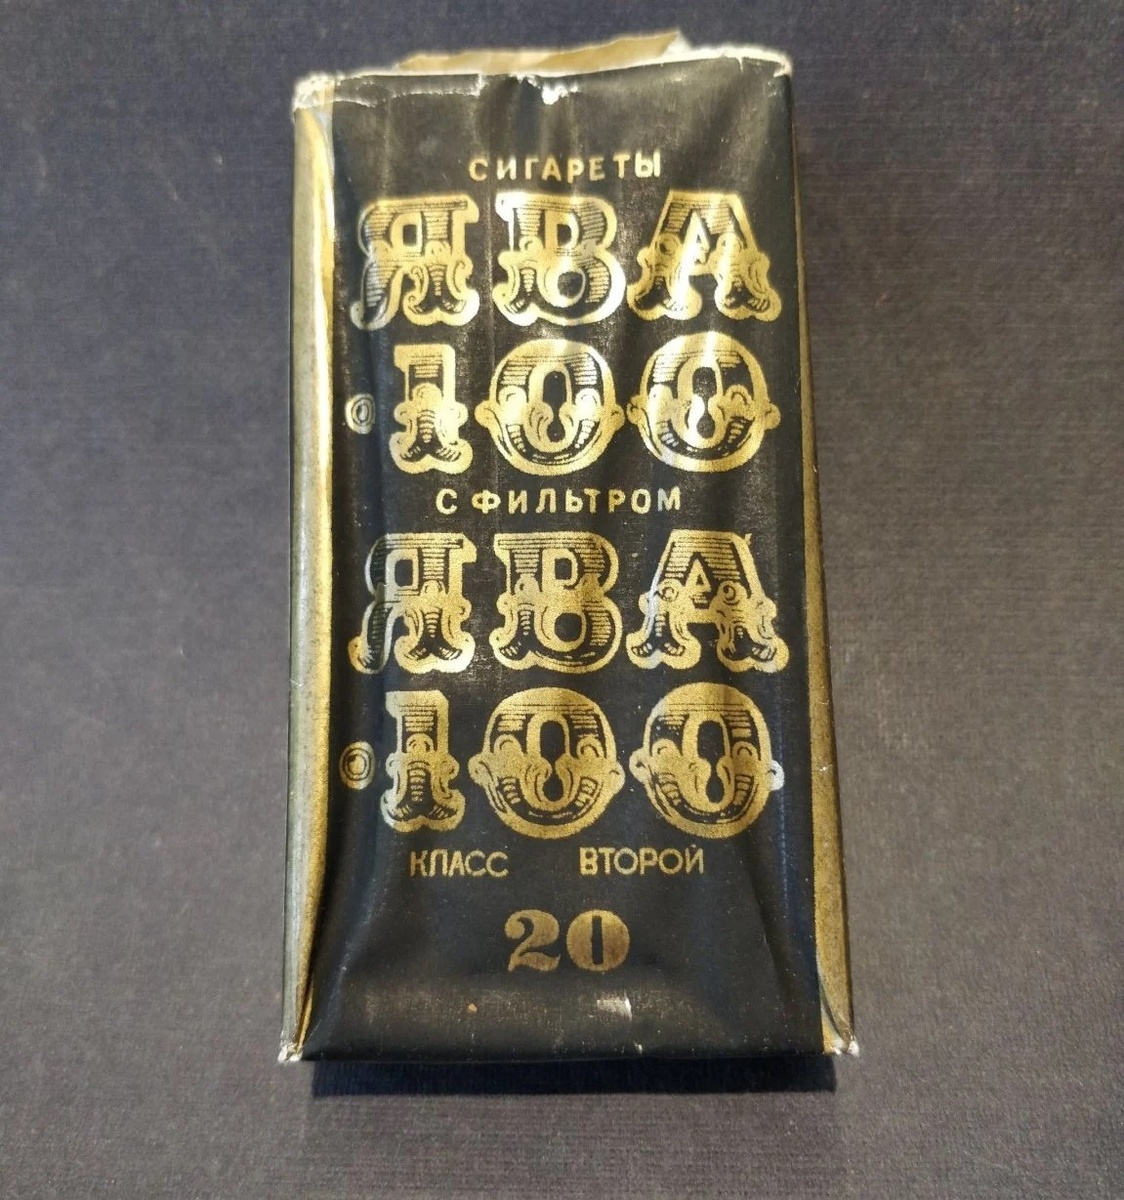 СИГАРЕТЫ
ЯВА
·100
С ФИЛЬТРОМ
ЯВА
·100
КЛАСС ВТОРОЙ
20